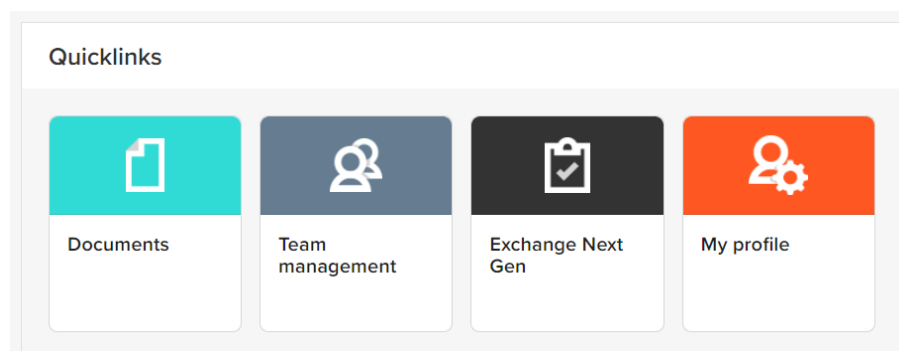 Quicklinks
Documents
Team
management
Exchange Next
Gen
My profile